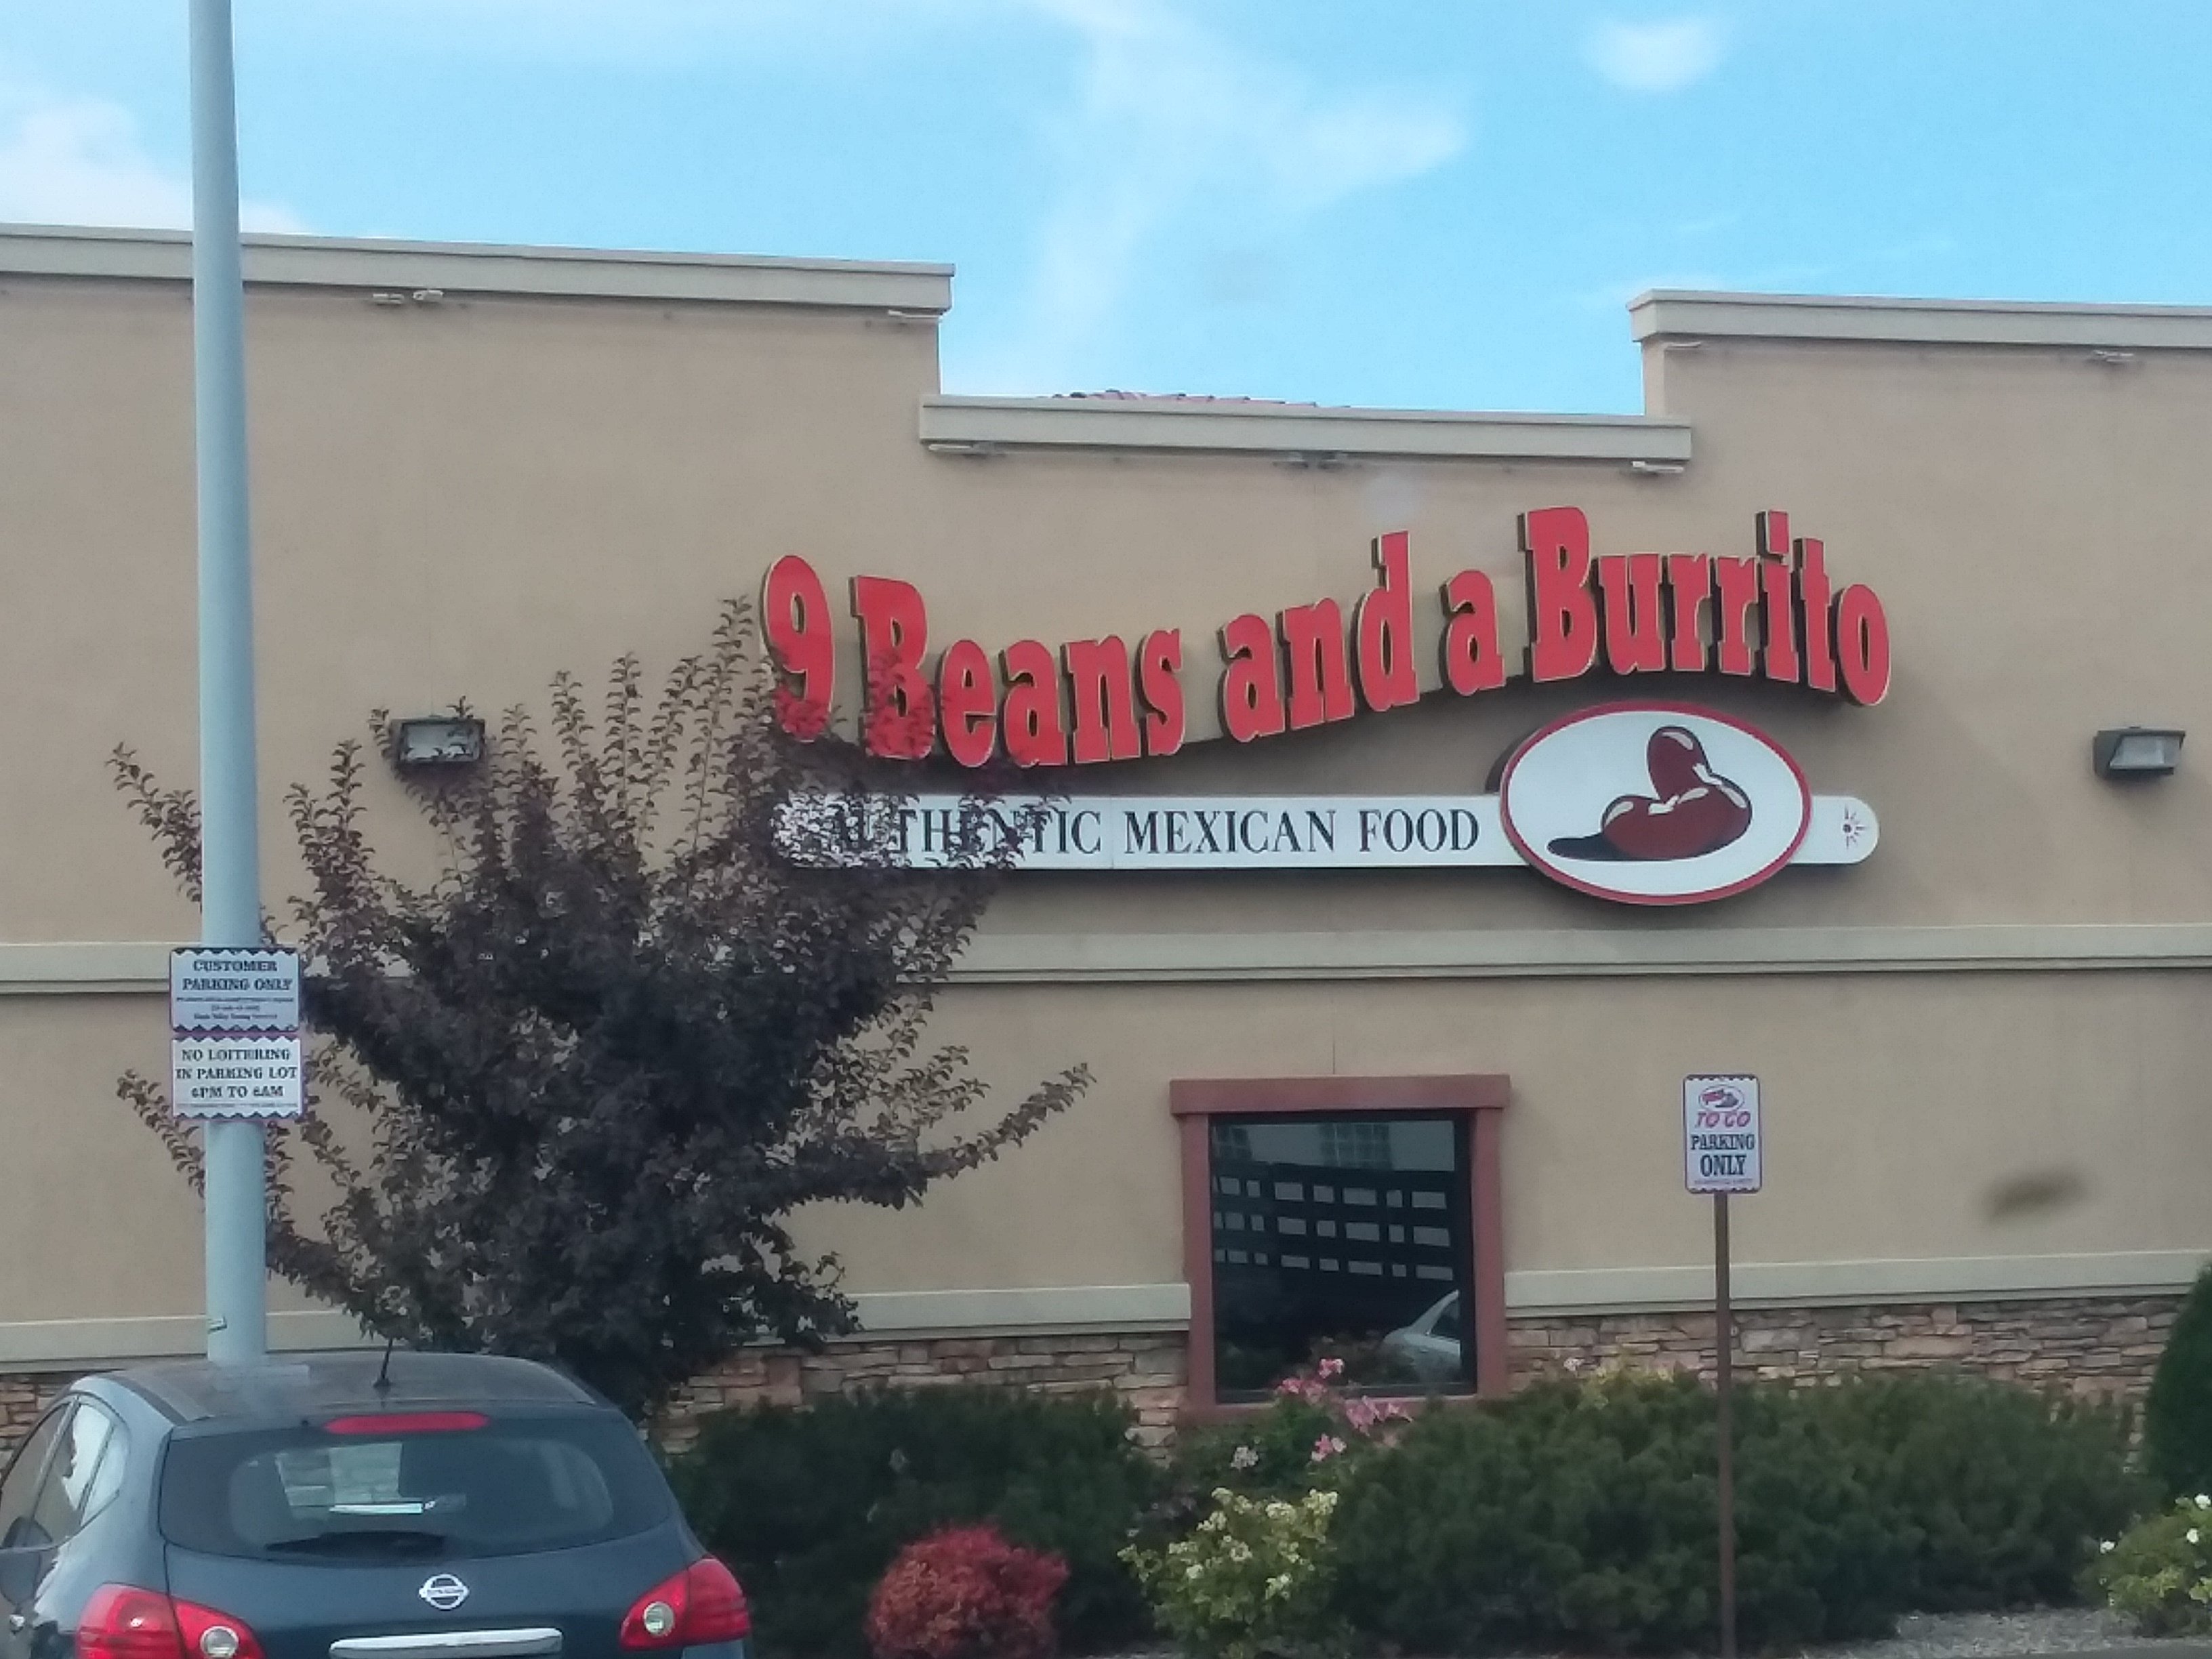 9 Beans and a Burrito
AUTHENTIC MEXICAN FOOD
CUSTOMER
PARKING ONLY
NO LOITERING
IN PARKING LOT
6PM TO 6AM
TO GO
PARKING
ONLY